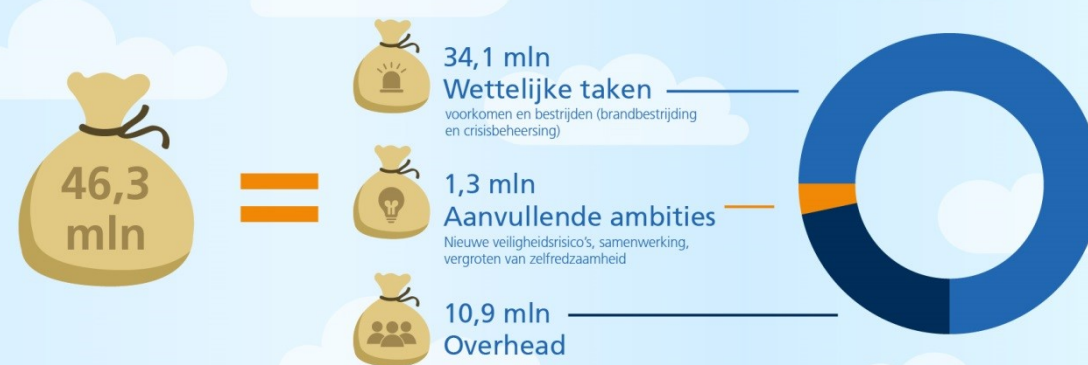 46,3
mln
34,1 mln
Wettelijke taken
voorkomen en bestrijden (brandbestrijding
en crisisbeheersing)
1,3 mln
Aanvullende ambities
Nieuwe veiligheidsrisico's, samenwerking,
vergroten van zelfredzaamheid
10,9 mln
Overhead